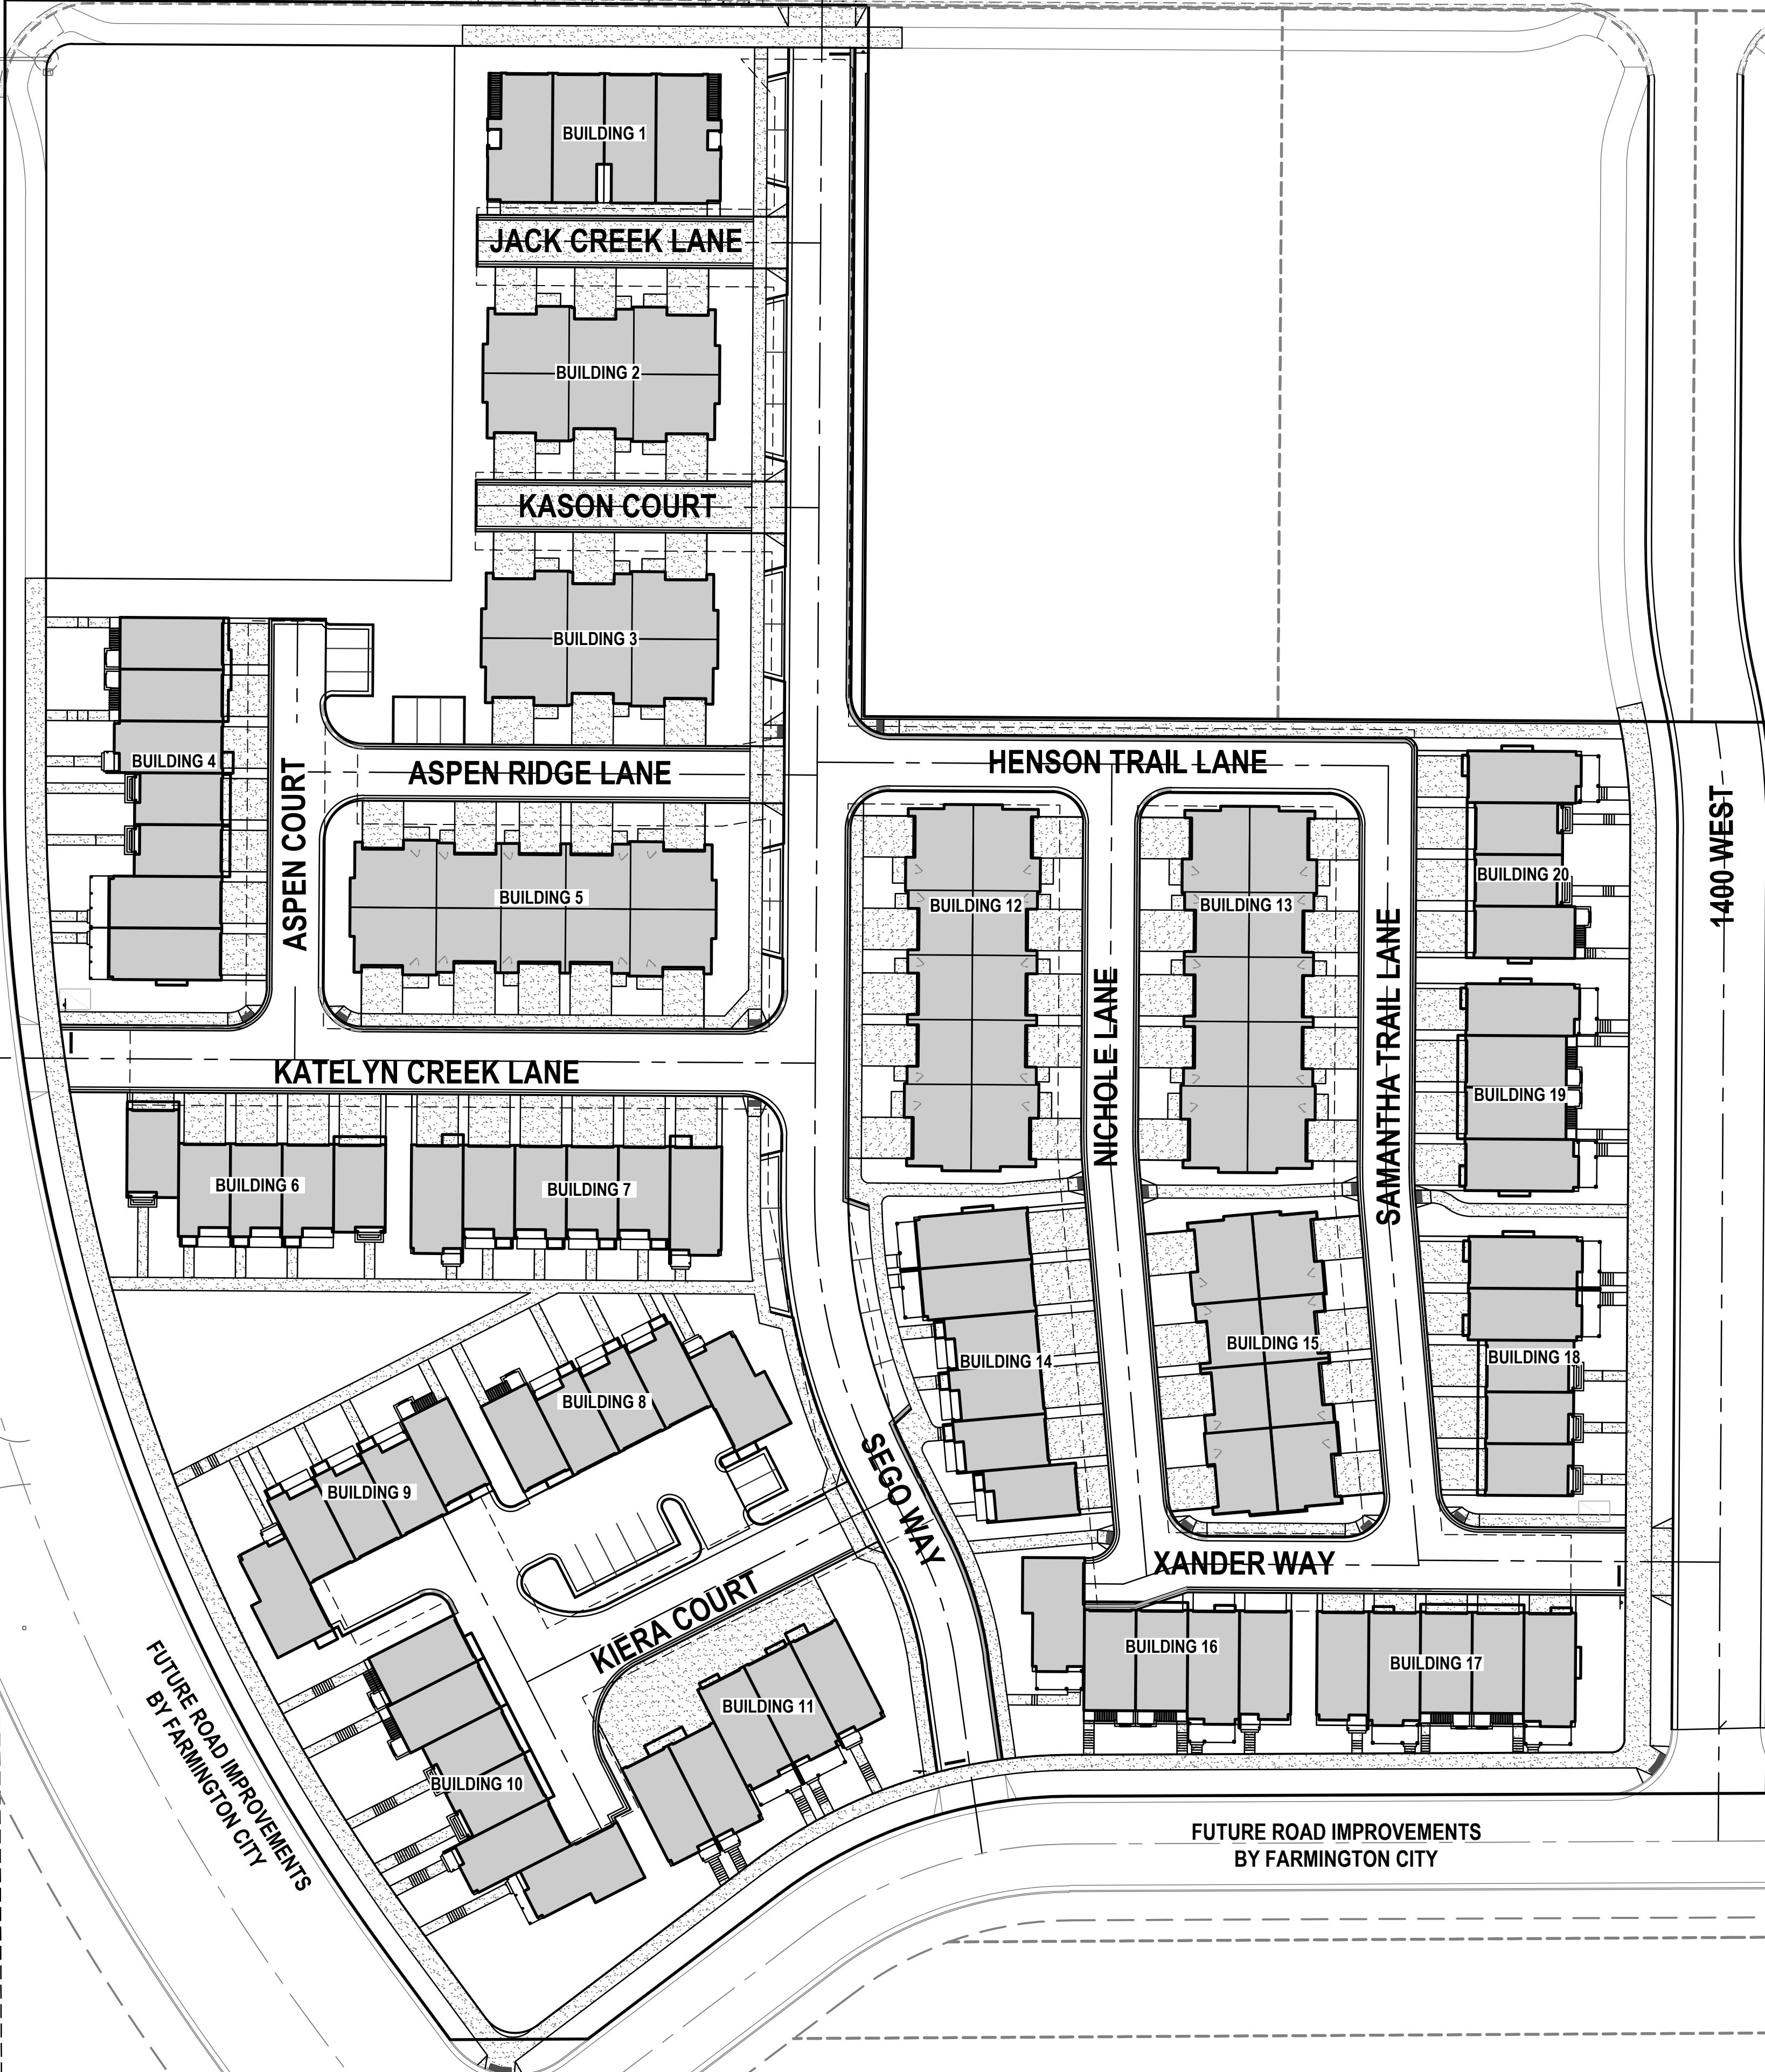 BUILDING 1
JACK CREEK LANE
BUILDING 2
KASON COURT
BUILDING 3
BUILDING 4
ASPEN COURT
ASPEN RIDGE LANE
HENSON TRAIL LANE
1400 WEST
BUILDING 5
BUILDING 12
BUILDING 13
BUILDING 20
NICHOLE LANE
SAMANTHA TRAIL LANE
KATELYN CREEK LANE
BUILDING 19
BUILDING 6
BUILDING 7
BUILDING 14
BUILDING 15
BUILDING 18
BUILDING 8
BUILDING 9
SEGO WAY
XANDER WAY
KIERA COURT
BUILDING 16
BUILDING 17
BUILDING 11
BUILDING 10
FUTURE ROAD IMPROVEMENTS
BY FARMINGTON CITY
FUTURE ROAD IMPROVEMENTS
BY FARMINGTON CITY